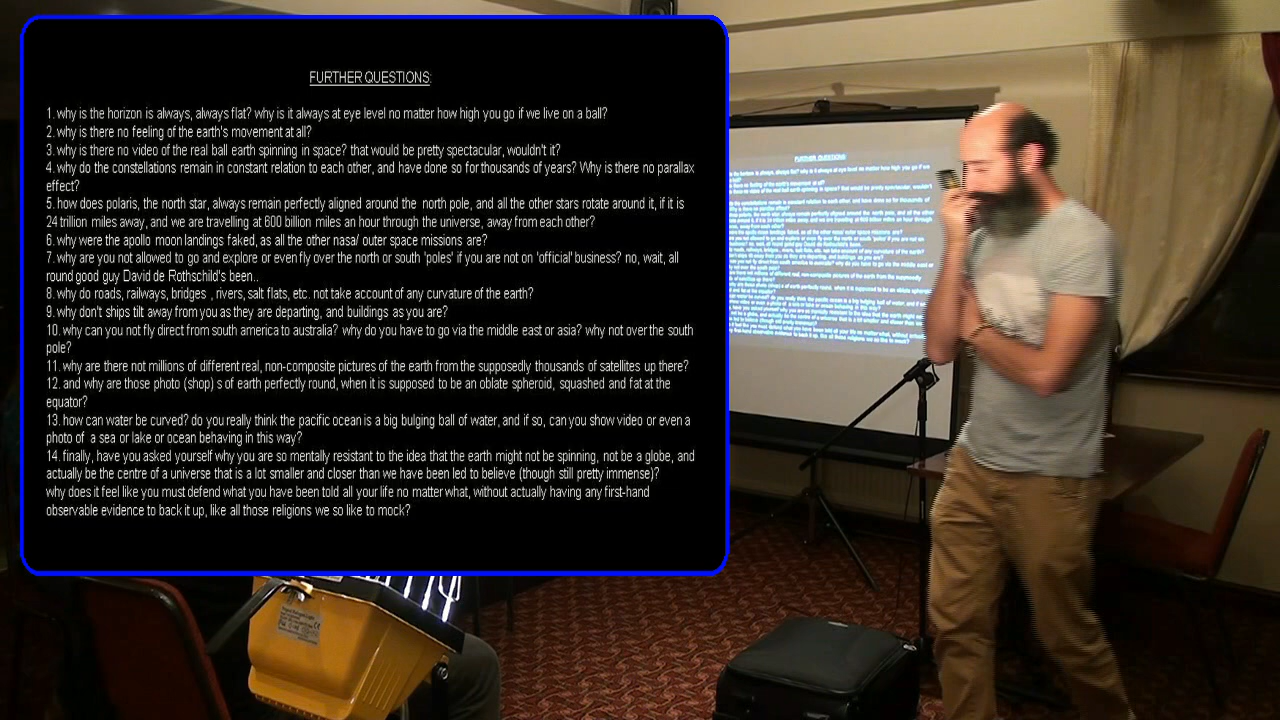 FURTHER QUESTIONS:
1. why is the horizon is always, always flat? why is it always at eye level no matter how high you go if we live on a ball?
2. why is there no feeling of the earth's movement at all?
3. why is there no video of the real ball earth spinning in space? that would be pretty spectacular, wouldn't it?
4. why do the constellations remain in constant relation to each other, and have done so for thousands of years? Why is there no parallax
effect?
5. how does polaris, the north star, always remain perfectly aligned around the north pole, and all the other stars rotate around it, if it is
24 trillion miles away, and we are travelling at 600 billion miles an hour through the universe, away from each other?
6. why were the apollo moon landings faked, as all the other nasa/ outer space missions are?
7. why are you not allowed to go and explore or even fly over the north or south 'poles' if you are not on 'official' business? no, wait, all
round good guy David de Rothschild's been..
8. why do roads, railways, bridges , rivers, salt flats, etc. not take account of any curvature of the earth?
9. why don't ships tilt away from you as they are departing, and buildings as you are?
10. why can you not fly direct from south america to australia? why do you have to go via the middle east or asia? why not over the south
pole?
11. why are there not millions of different real, non-composite pictures of the earth from the supposedly thousands of satellites up there?
12. and why are those photo (shop) s of earth perfectly round, when it is supposed to be an oblate spheroid, squashed and fat at the
equator?
13. how can water be curved? do you really think the pacific ocean is a big bulging ball of water, and if so, can you show video or even a
photo of a sea or lake or ocean behaving in this way?
14. finally, have you asked yourself why you are so mentally resistant to the idea that the earth might not be spinning, not be a globe, and
actually be the centre of a universe that is a lot smaller and closer than we have been led to believe (though still pretty immense)?
why does it feel like you must defend what you have been told all your life no matter what, without actually having any first-hand
observable evidence to back it up, like all those religions we so like to mock?
FURTHER QUESTIONS: